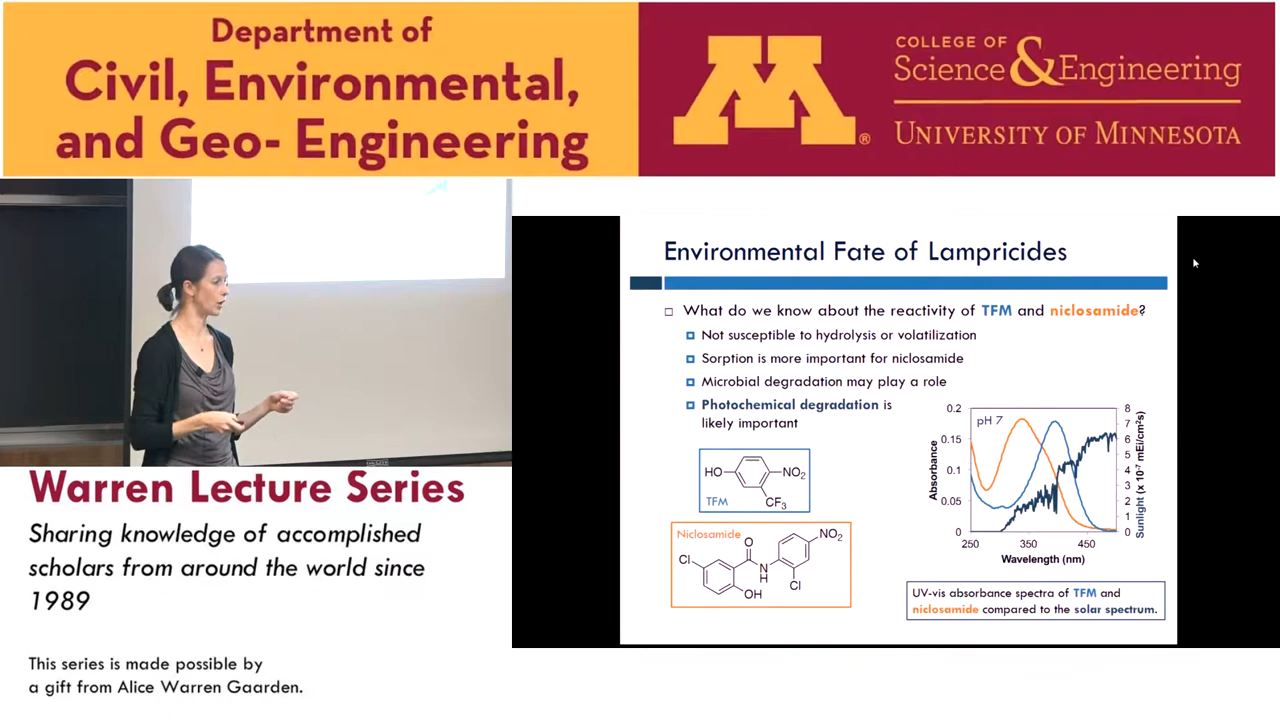 Department of
Civil, Environmental,
and Geo- Engineering
M®
COLLEGE OF
Science & Engineering
UNIVERSITY OF MINNESOTA
Warren Lecture Series
Sharing knowledge of accomplished
scholars from around the world since
1989
This series is made possible by
a gift from Alice Warren Gaarden.
Environmental Fate of Lampricides
What do we know about the reactivity of TFM and niclosamide?
Not susceptible to hydrolysis or volatilization
Sorption is more important for niclosamide
Microbial degradation may play a role
Photochemical degradation is
likely important
HO
NO₂
CF₃
TFM
Niclosamide
NO₂
O
Cl
N
H
Cl
OH
pH 7
Absorbance
0.2
0.15
0.1
0.05
0
250
350
450
Wavelength (nm)
8
7
6
5
4
3
2
1
0
Sunlight (x 10⁻⁷ mEi/cm²s)
UV-vis absorbance spectra of TFM and
niclosamide compared to the solar spectrum.